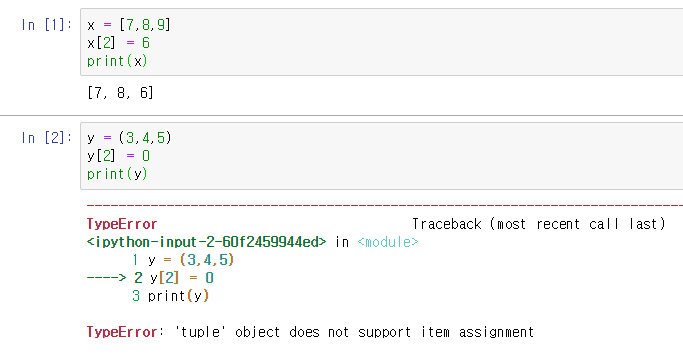 In [1]: x = [7,8,9]
x[2] = 6
print(x)
[7, 8, 6]
In [2]: y = (3,4,5)
y[2] = 0
print(y)
---------------------------------------------------------------------------
TypeError Traceback (most recent call last)
<ipython-input-2-60f2459944ed> in <module>
1 y = (3,4,5)
----> 2 y[2] = 0
3 print(y)
TypeError: 'tuple' object does not support item assignment